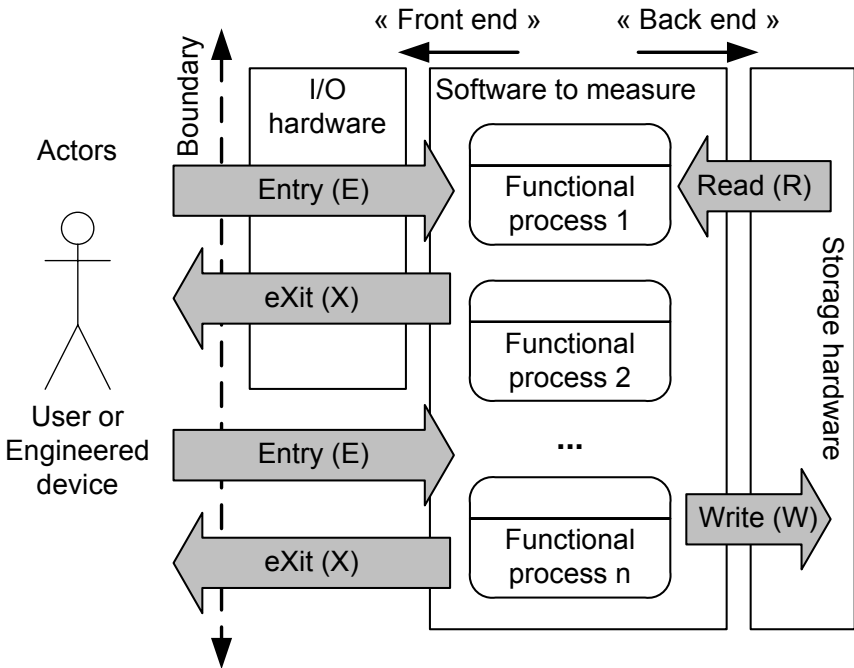 « Front end »
« Back end »
Boundary
I/O
hardware
Software to measure
Actors
Entry (E)
Functional
process 1
Read (R)
eXit (X)
Functional
process 2
Storage hardware
User or
Engineered
device
Entry (E)
...
Write (W)
eXit (X)
Functional
process n